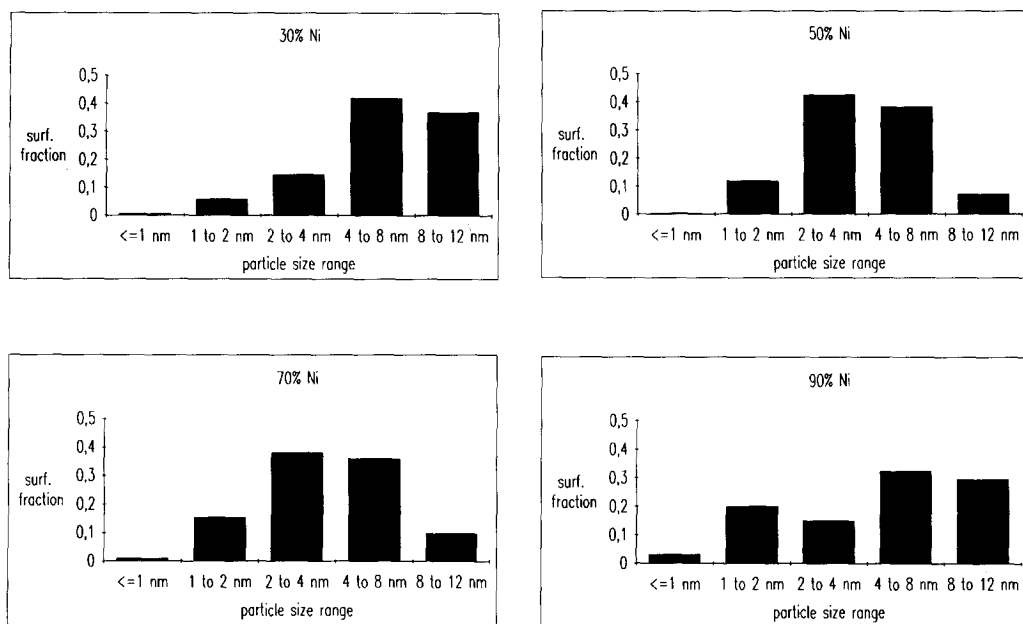 30% Ni
0,5
0,4
surf.
0,3
fraction
0,2
0,1
0
<=1 nm 1 to 2 nm 2 to 4 nm 4 to 8 nm 8 to 12 nm
particle size range
50% Ni
0,5
0,4
surf.
0,3
fraction
0,2
0,1
0
<=1 nm 1 to 2 nm 2 to 4 nm 4 to 8 nm 8 to 12 nm
particle size range
70% Ni
0,5
0,4
surf.
0,3
fraction
0,2
0,1
0
<=1 nm 1 to 2 nm 2 to 4 nm 4 to 8 nm 8 to 12 nm
particle size range
90% Ni
0,5
0,4
surf.
0,3
fraction
0,2
0,1
0
<=1 nm 1 to 2 nm 2 to 4 nm 4 to 8 nm 8 to 12 nm
particle size range